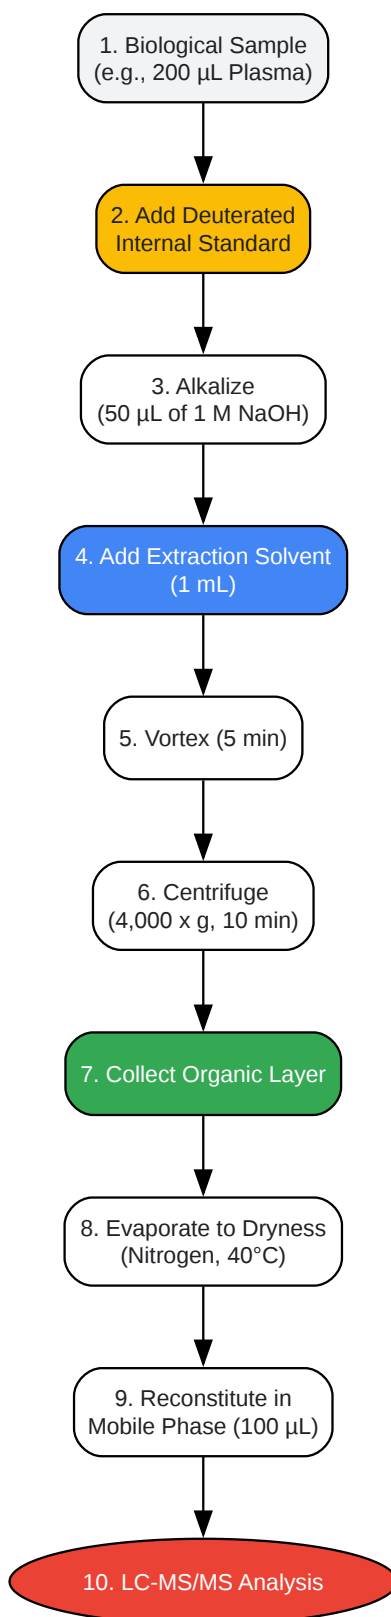 1. Biological Sample
(e.g., 200 µL Plasma)
2. Add Deuterated
Internal Standard
3. Alkalize
(50 µL of 1 M NaOH)
4. Add Extraction Solvent
(1 mL)
5. Vortex (5 min)
6. Centrifuge
(4,000 x g, 10 min)
7. Collect Organic Layer
8. Evaporate to Dryness
(Nitrogen, 40°C)
9. Reconstitute in
Mobile Phase (100 µL)
10. LC-MS/MS Analysis